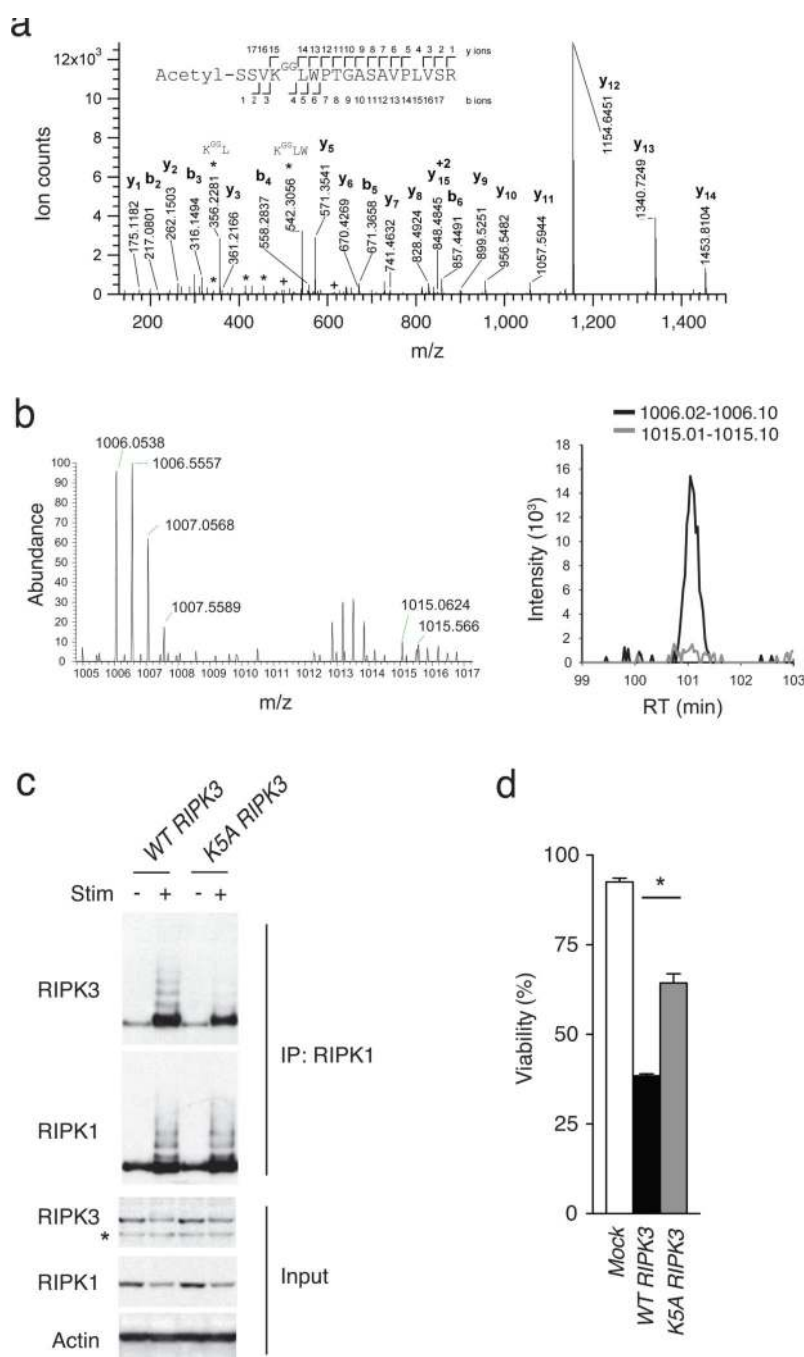 a
1716 15 14 13 12 11 10 9 8 7 6 5 4 3 2 1 y ions
Acetyl-SSVK GG LWPTGASAVPLVSR
1 2 3 4 5 6 7 8 9 10 11 12 13 14 15 16 17 b ions
12x10³
10
8
6
4
2
0
Ion counts
K GG L
K GG LW
*
*
y1
175.1182
b2
217.0801
y2
262.1503
b3
316.1494
356.2281
y3
361.2166
b4
558.2837
542.3056
y5
571.3541
y6
670.4269
b5
671.3658
y7
741.4632
y8
828.4924
y15 +2
848.4845
b6
857.4491
y9
899.5251
y10
956.5482
y11
1057.5944
y12
1154.6451
y13
1340.7249
y14
1453.8104
* * * + +
200 400 600 800 1,000 1,200 1,400
m/z
b
1006.0538
1006.5557
1007.0568
1007.5589
1015.0624
1015.566
100
90
80
70
60
50
40
30
20
10
0
Abundance
1005 1006 1007 1008 1009 1010 1011 1012 1013 1014 1015 1016 1017
m/z
1006.02-1006.10
1015.01-1015.10
18
16
14
12
10
8
6
4
2
0
Intensity (10³)
99 100 101 102 103
RT (min)
c
WT RIPK3 K5A RIPK3
Stim - + - +
RIPK3
IP: RIPK1
RIPK1
RIPK3
*
Input
RIPK1
Actin
d
100
75
50
25
0
Viability (%)
*
Mock
WT RIPK3
K5A RIPK3